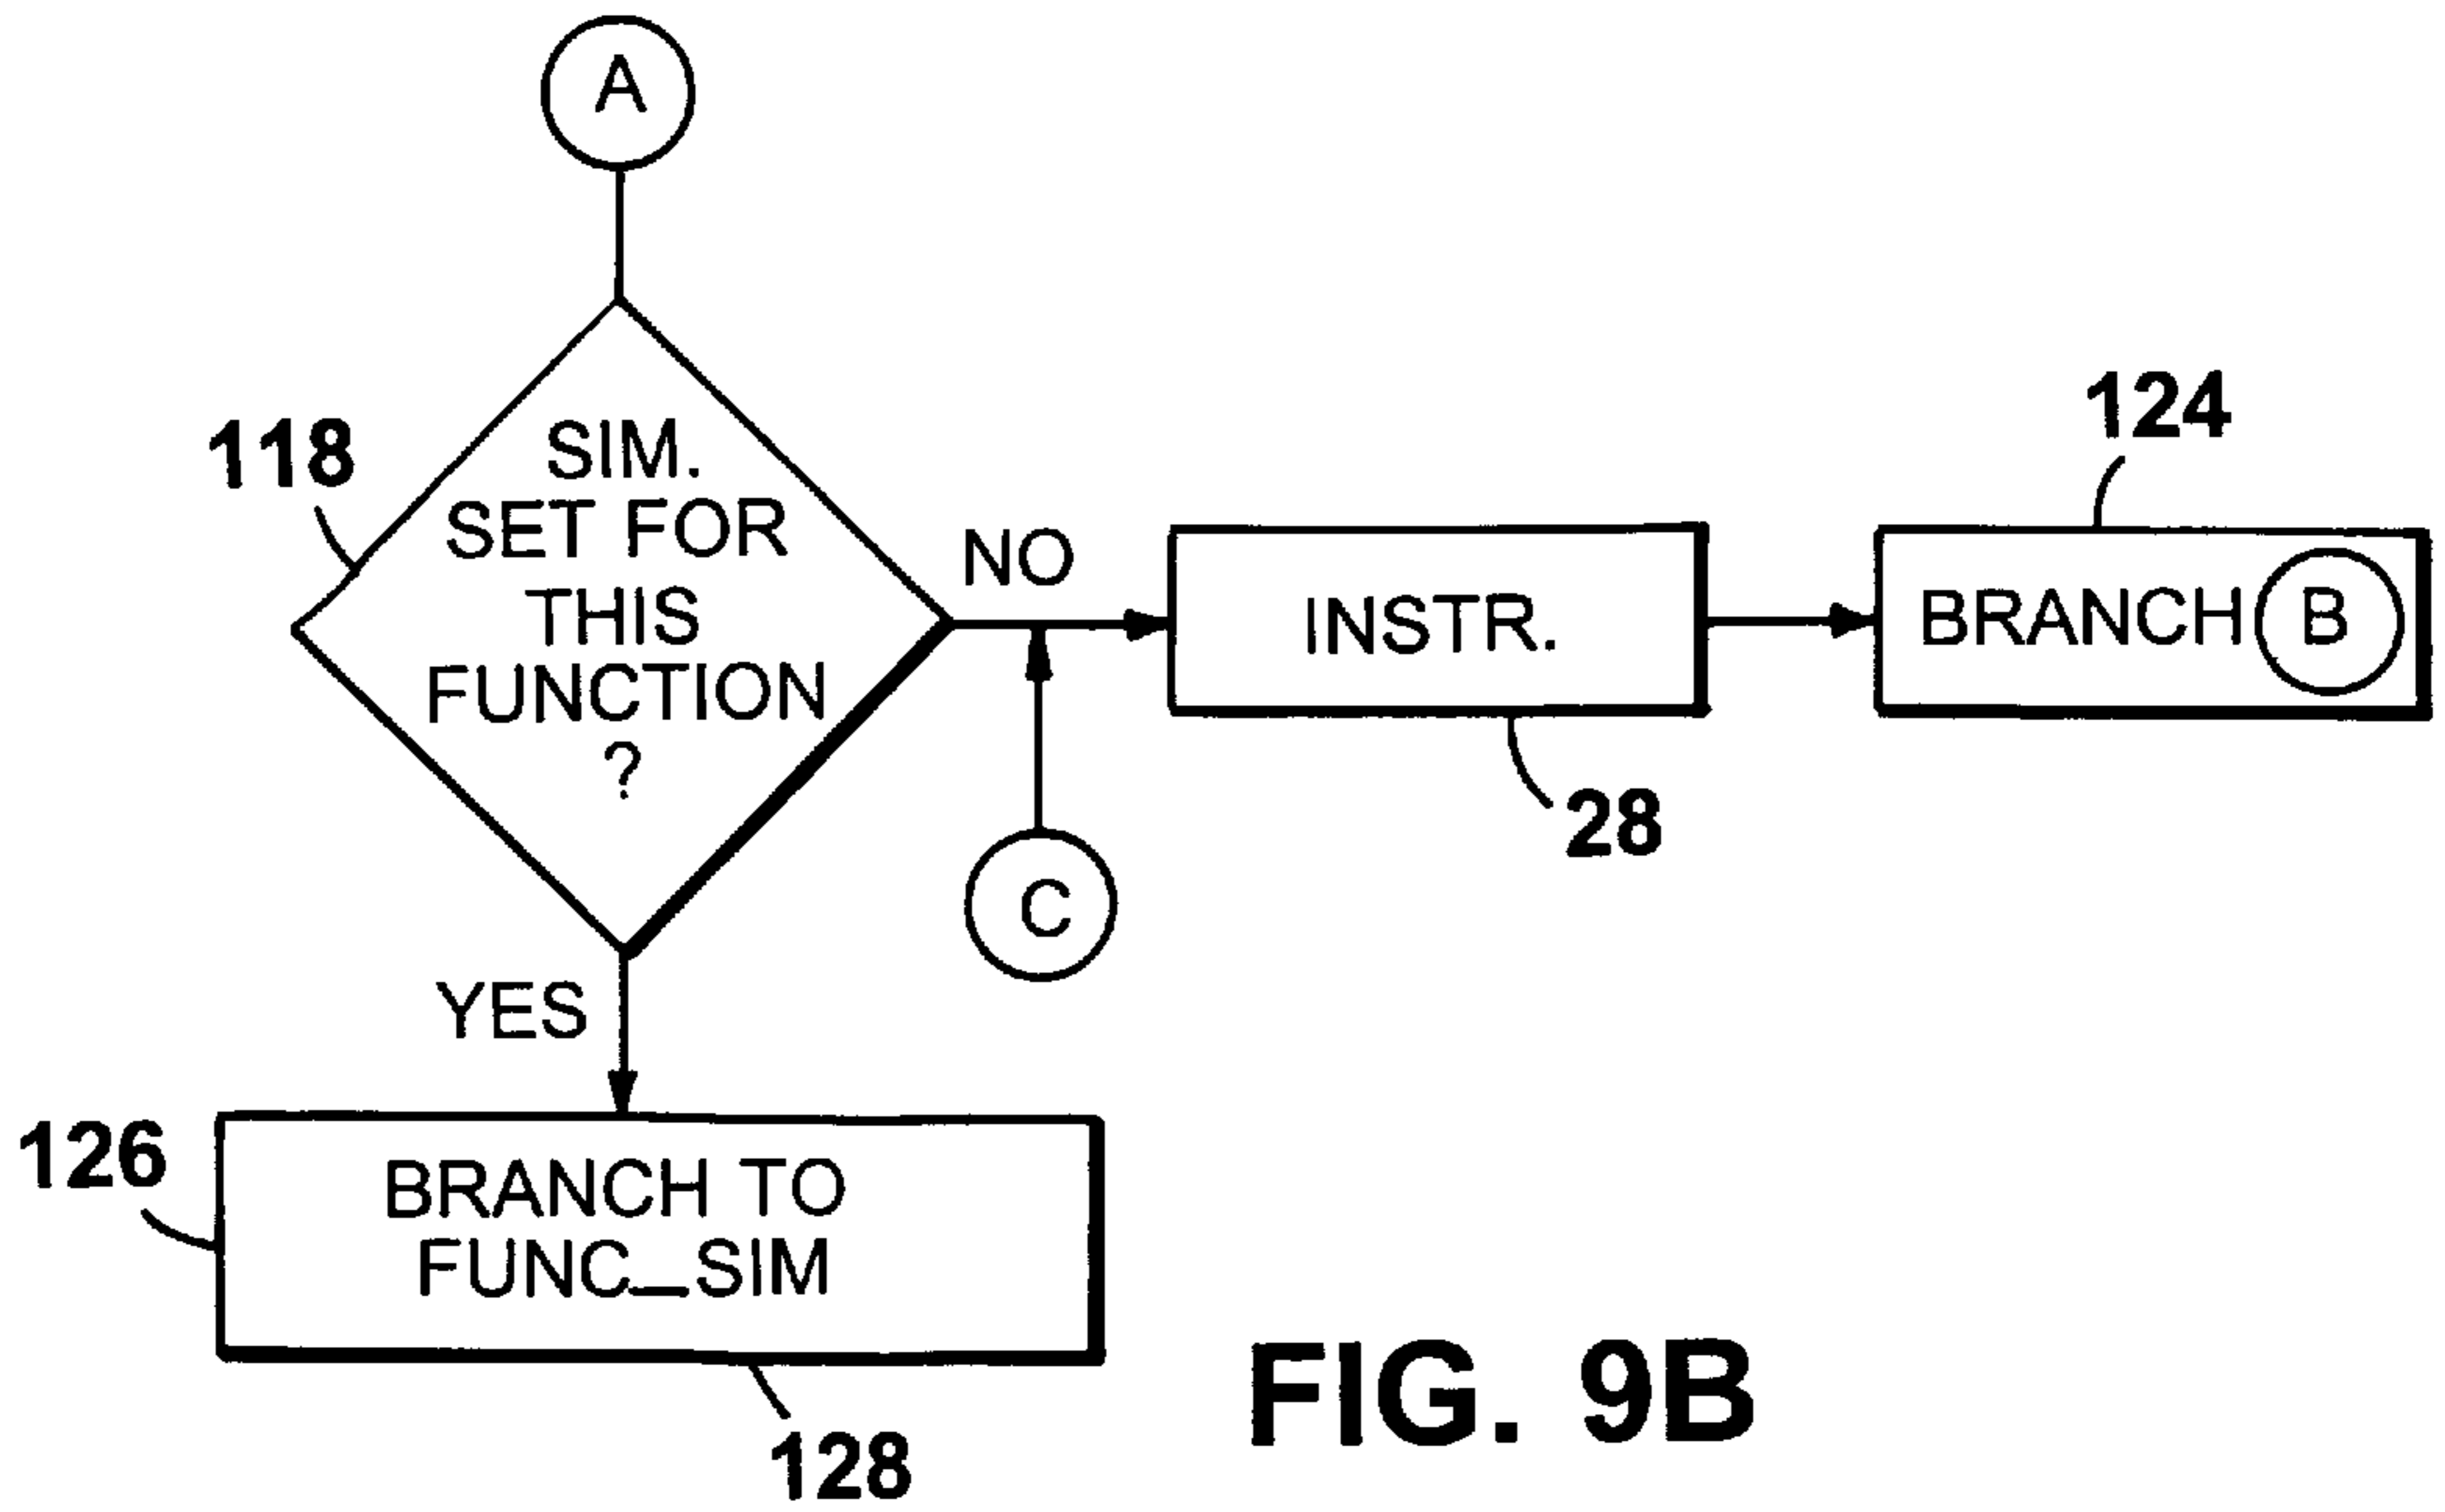 A
118
SIM.
SET FOR
THIS
FUNCTION
?
NO
INSTR.
28
124
BRANCH B
C
YES
126
BRANCH TO
FUNC_SIM
128
FIG. 9B